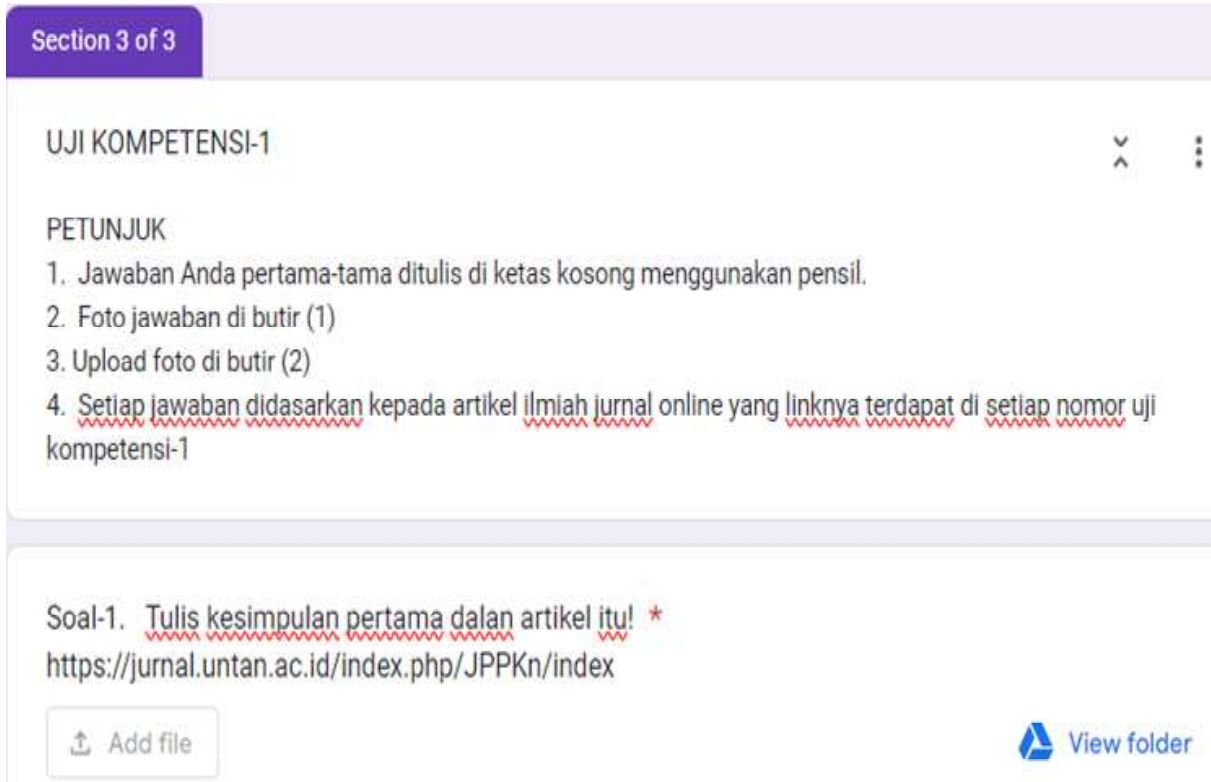 Section 3 of 3
UJI KOMPETENSI-1
PETUNJUK
1. Jawaban Anda pertama-tama ditulis di ketas kosong menggunakan pensil.
2. Foto jawaban di butir (1)
3. Upload foto di butir (2)
4. Setiap jawaban didasarkan kepada artikel ilmiah jurnal online yang linknya terdapat di setiap nomor uji
kompetensi-1
Soal-1. Tulis kesimpulan pertama dalan artikel itu! *
https://jurnal.untan.ac.id/index.php/JPPKn/index
Add file
View folder